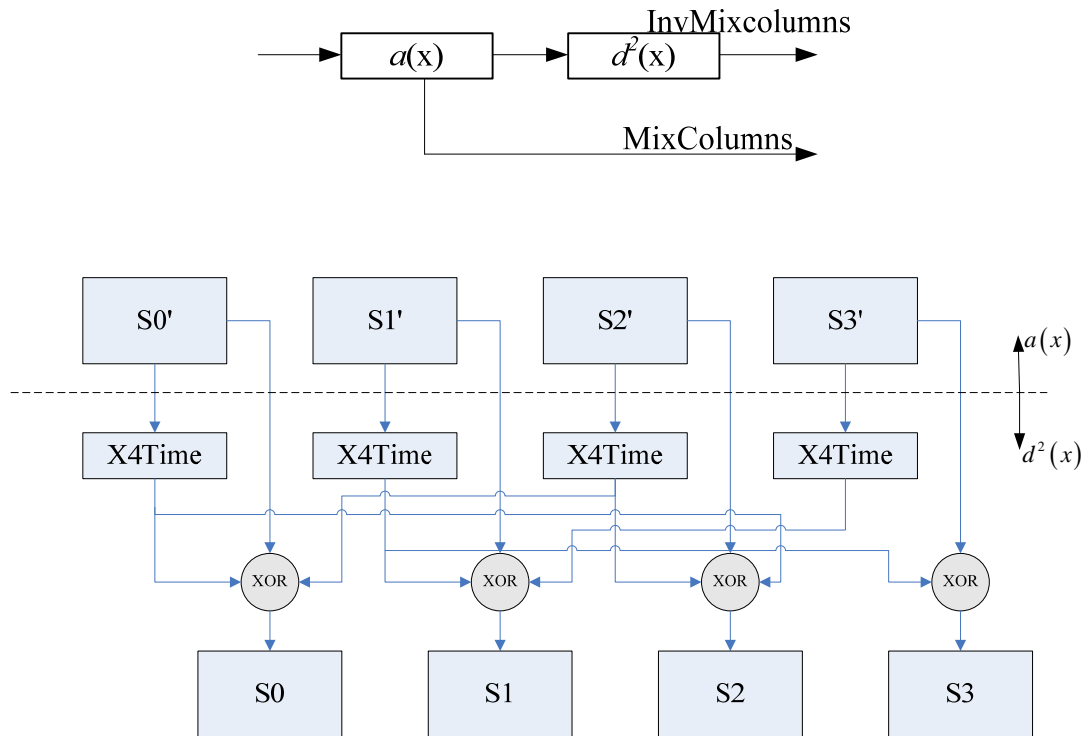 InvMixcolumns
a(x) d²(x)
MixColumns
S0' S1' S2' S3'
a(x)
X4Time X4Time X4Time X4Time
d²(x)
XOR XOR XOR XOR
S0 S1 S2 S3